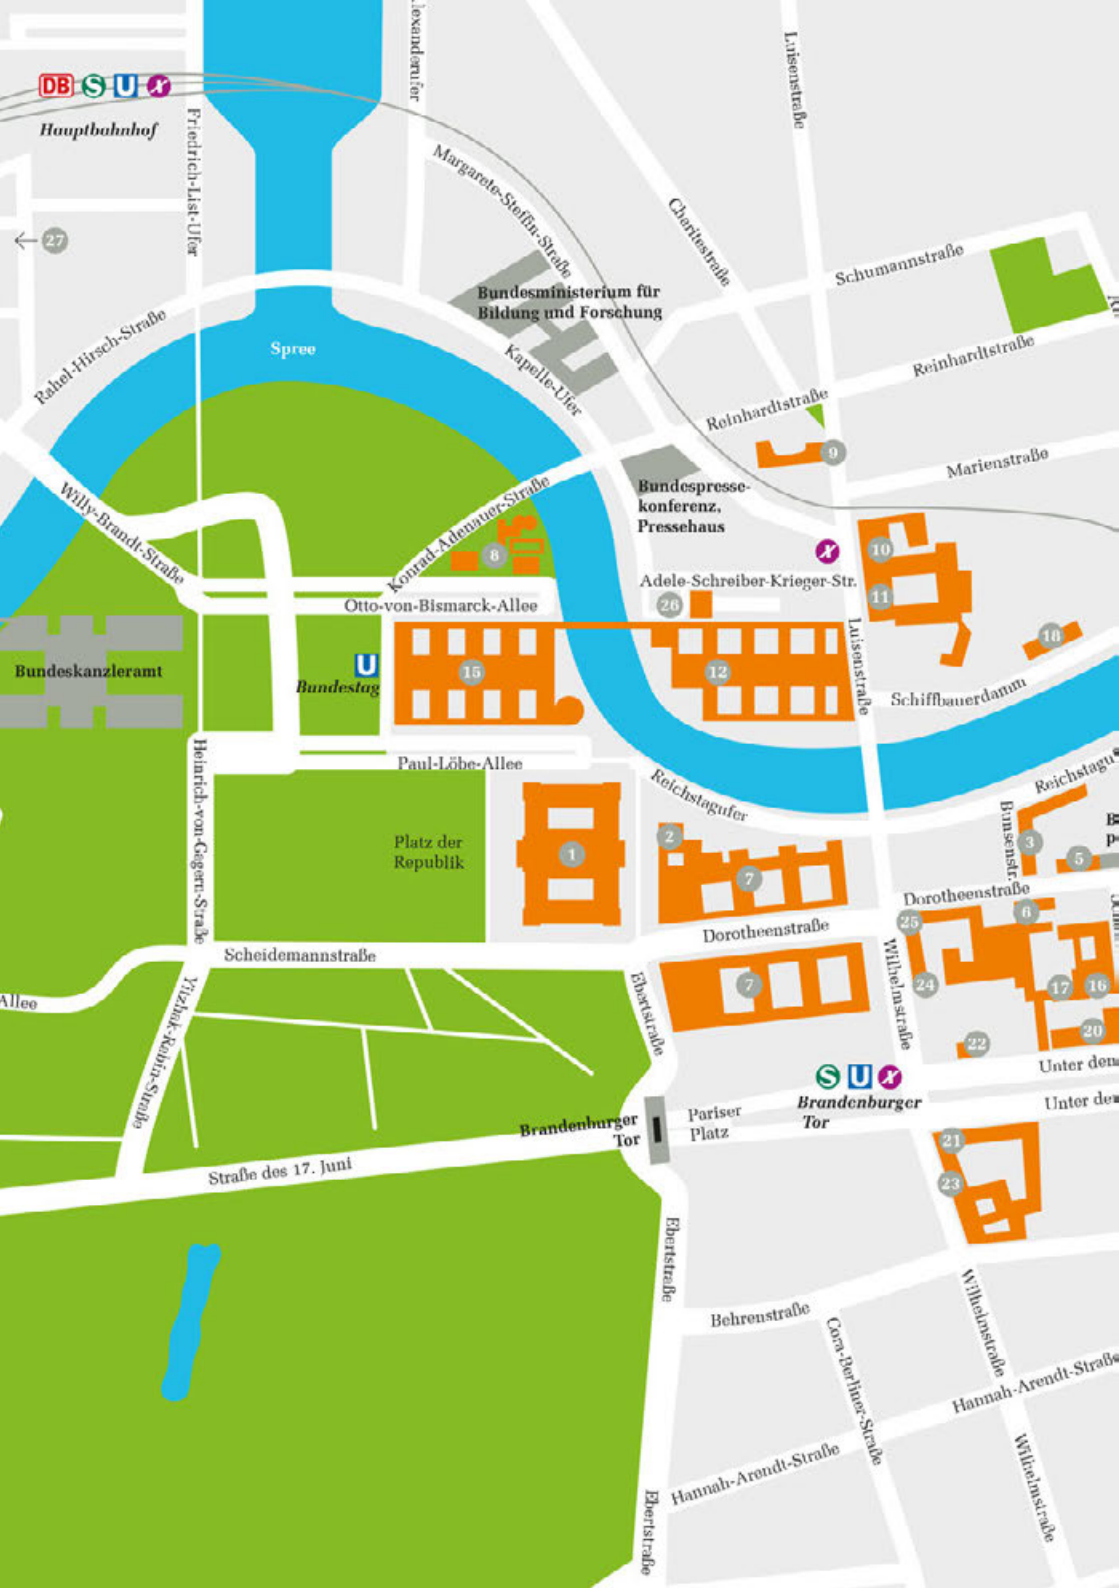 Alexanderufer
Luisenstraße
DB S U X
Hauptbahnhof
Friedrich-List-Ufer
Margarete-Steffin-Straße
Charitéstraße
27
Schumannstraße
Bundesministerium für
Bildung und Forschung
Rahel-Hirsch-Straße
Spree
Kapelle-Ufer
Reinhardtstraße
Reinhardtstraße
9
Marienstraße
Willy-Brandt-Straße
Konrad-Adenauer-Straße
Bundespresse-
konferenz,
Pressehaus
8
X
10
Adele-Schreiber-Krieger-Str.
Otto-von-Bismarck-Allee
26
11
18
Bundeskanzleramt
U
Bundestag
15
12
Luisenstraße
Schiffbauerdamm
Heinrich-von-Gagern-Straße
Paul-Löbe-Allee
Reichstagufer
Reichstagu
Bunsenstr.
Platz der
Republik
1
2
7
3
5
Dorotheenstraße
6
25
Dorotheenstraße
Scheidemannstraße
Wilhelmstraße
Ebertstraße
7
24
17
16
Allee
Yitzhak-Rabin-Straße
22
20
S U X
Unter den
Brandenburger
Tor
Pariser
Platz
Brandenburger
Tor
Unter den
21
Straße des 17. Juni
23
Ebertstraße
Behrenstraße
Wilhelmstraße
Cora-Berliner-Straße
Hannah-Arendt-Straße
Hannah-Arendt-Straße
Wilhelmstraße
Ebertstraße